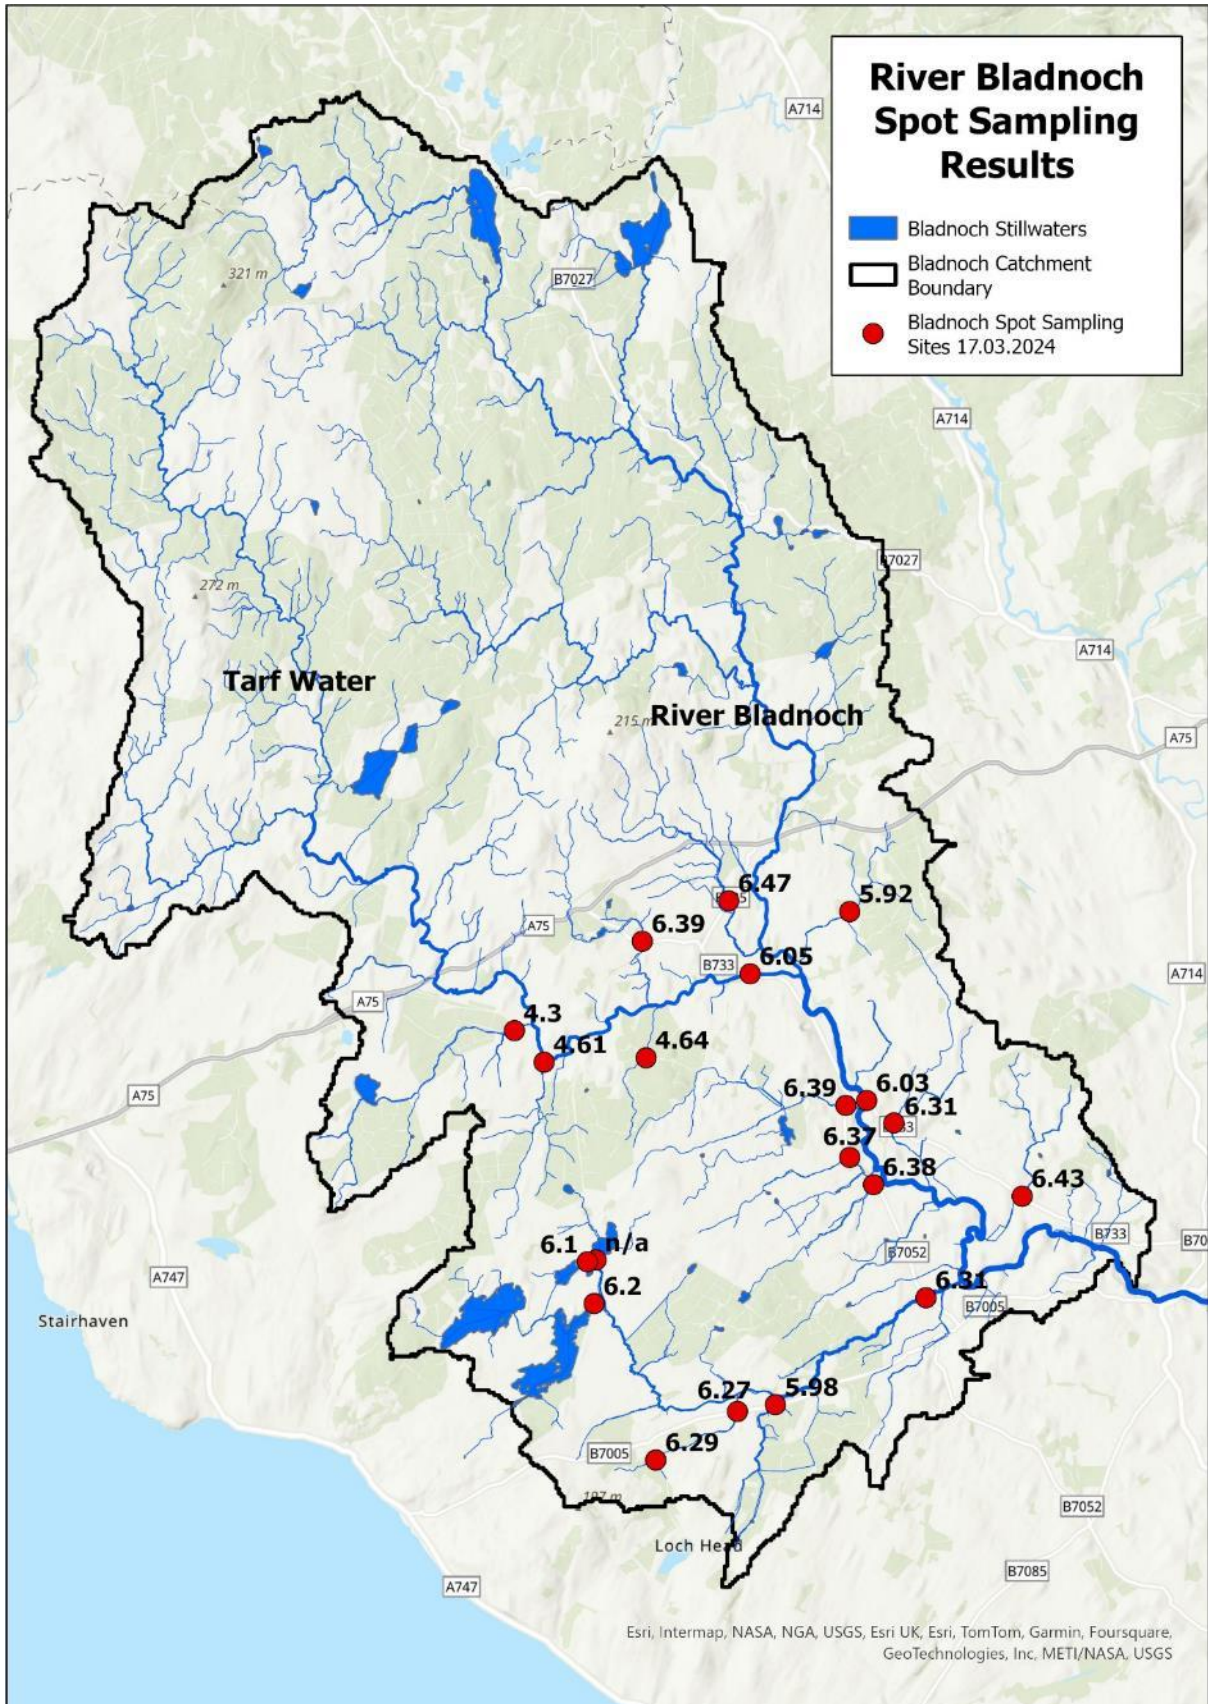 River Bladnoch
Spot Sampling
Results
Bladnoch Stillwaters
Bladnoch Catchment
Boundary
Bladnoch Spot Sampling
Sites 17.03.2024
A714
321 m
B7027
A714
B7027
272 m
A714
Tarf Water
215 m
River Bladnoch
A75
6.47
5.92
A75
6.39
6.05
B733
A714
A75
4.3
4.61
4.64
A75
6.39
6.03
6.31
6.37
6.38
6.43
B733
6.1
n/a
B7052
A747
6.2
6.31
B7005
Stairhaven
6.27
5.98
B7005
6.29
197 m
B7052
Loch Head
B7085
A747
Esri, Intermap, NASA, NGA, USGS, Esri UK, Esri, TomTom, Garmin, Foursquare,
GeoTechnologies, Inc, METI/NASA, USGS